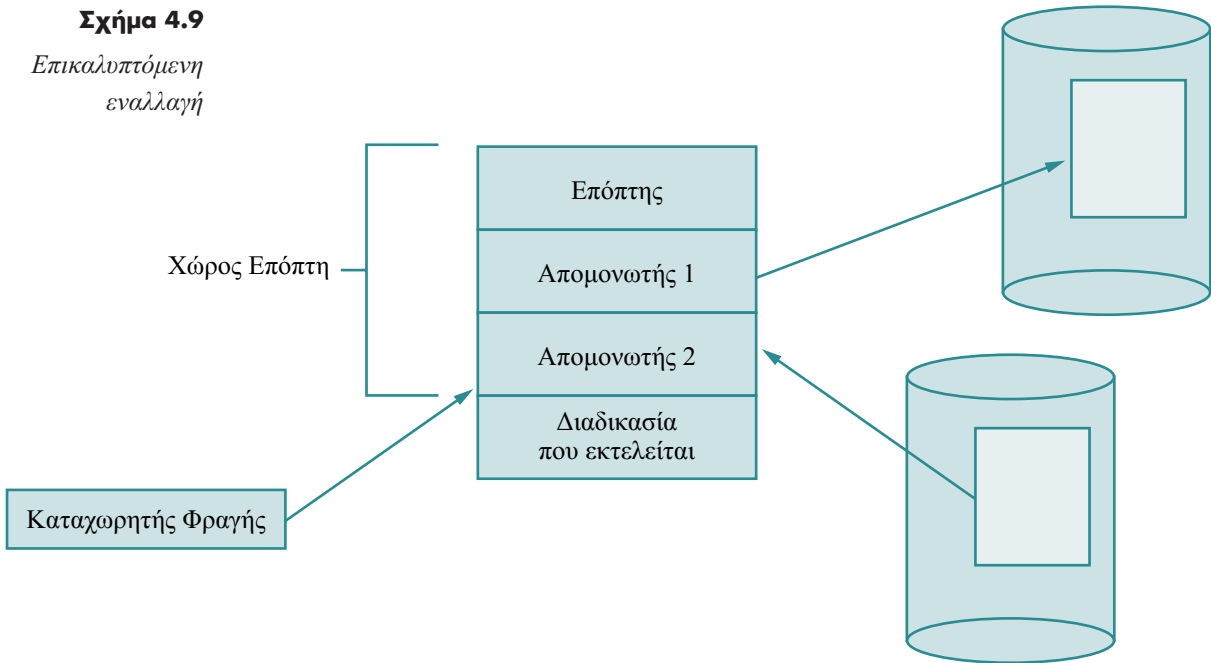 Σχήμα 4.9
Επικαλυπτόμενη
εναλλαγή
Επόπτης
Χώρος Επόπτη
Απομονωτής 1
Απομονωτής 2
Διαδικασία
που εκτελείται
Καταχωρητής Φραγής